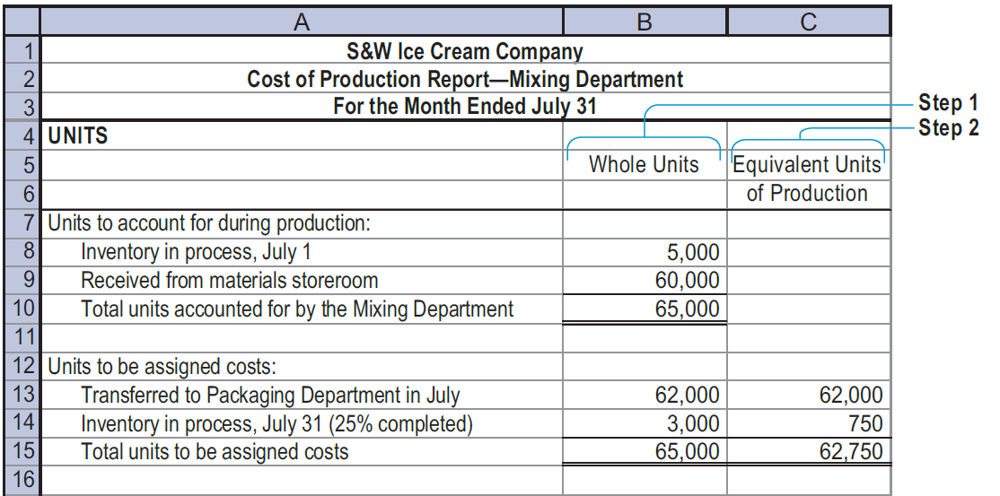 A B C
1 S&W Ice Cream Company
2 Cost of Production Report—Mixing Department
3 For the Month Ended July 31
Step 1
4 UNITS
Step 2
5 Whole Units Equivalent Units
6 of Production
7 Units to account for during production:
8 Inventory in process, July 1 5,000
9 Received from materials storeroom 60,000
10 Total units accounted for by the Mixing Department 65,000
11
12 Units to be assigned costs:
13 Transferred to Packaging Department in July 62,000 62,000
14 Inventory in process, July 31 (25% completed) 3,000 750
15 Total units to be assigned costs 65,000 62,750
16